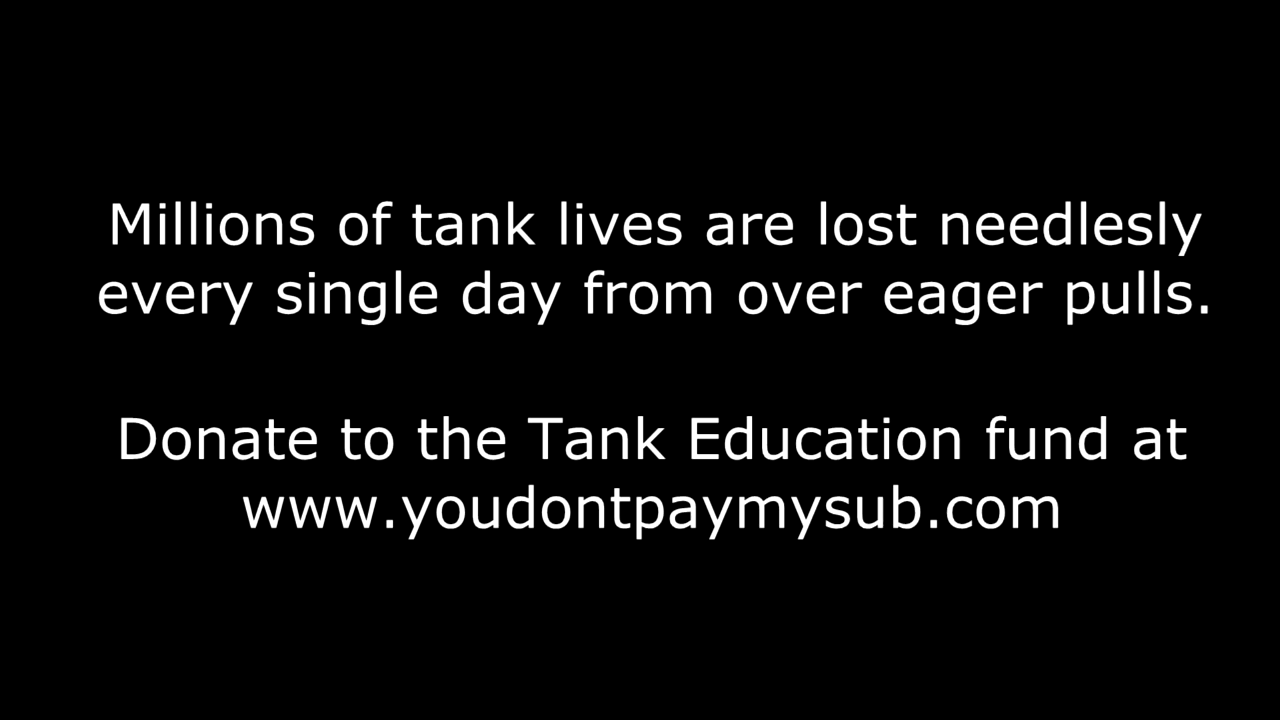 Millions of tank lives are lost needlesly
every single day from over eager pulls.
Donate to the Tank Education fund at
www.youdontpaymysub.com